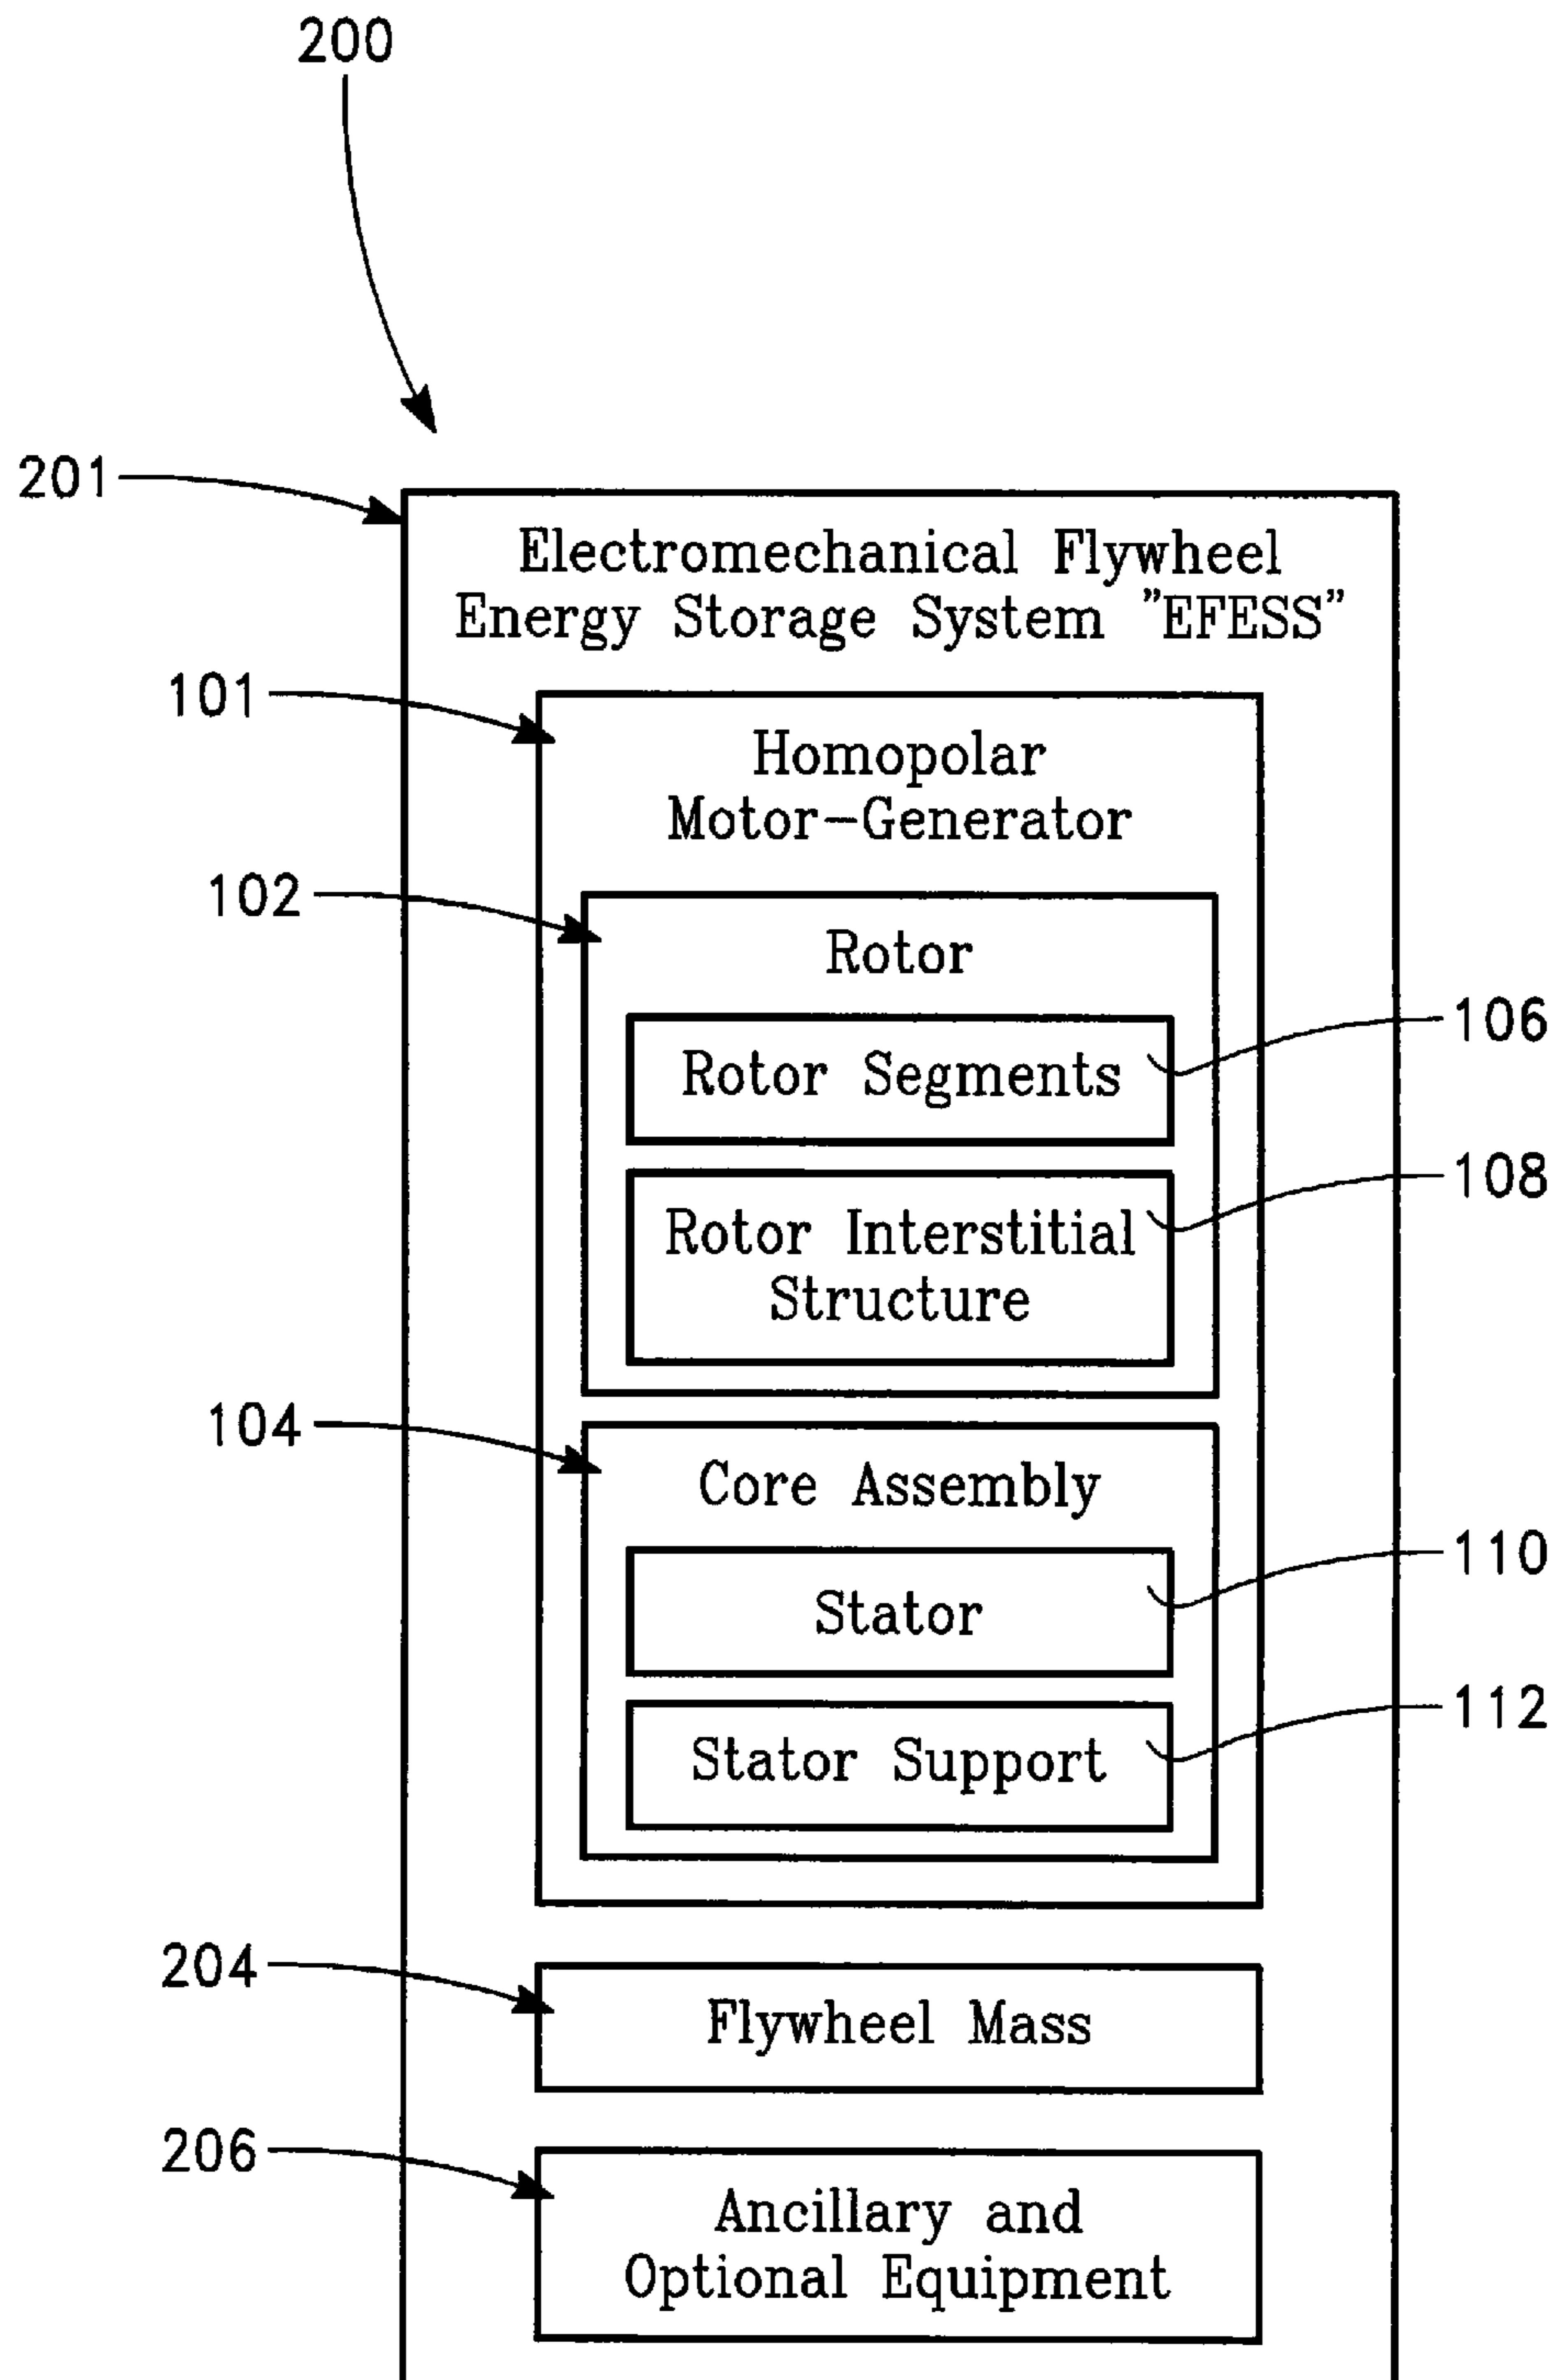 200
201
Electromechanical Flywheel
Energy Storage System "EFESS"
101
Homopolar
Motor-Generator
102
Rotor
106
Rotor Segments
108
Rotor Interstitial
Structure
104
Core Assembly
110
Stator
112
Stator Support
204
Flywheel Mass
206
Ancillary and
Optional Equipment